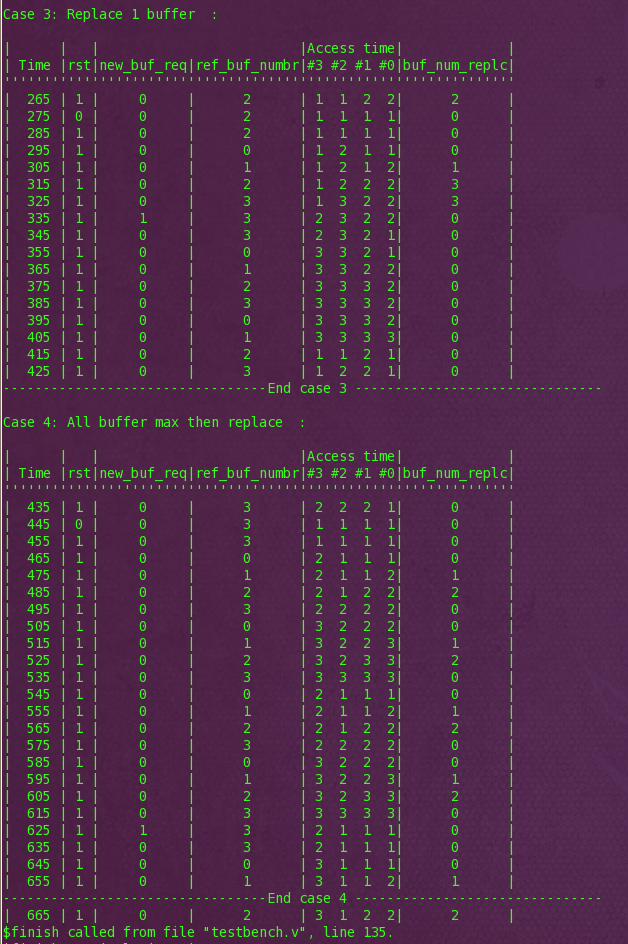 Case 3: Replace 1 buffer  :
|      |   |           |            |Access time|             |
| Time |rst|new_buf_req|ref_buf_numbr|#3 #2 #1 #0|buf_num_replc|
'''''''''''''''''''''''''''''''''''''''''''''''''''''''''''''''
| 265 | 1 | 0 | 2 | 1 1 2 2| 2 |
| 275 | 0 | 0 | 2 | 1 1 1 1| 0 |
| 285 | 1 | 0 | 2 | 1 1 1 1| 0 |
| 295 | 1 | 0 | 0 | 1 2 1 1| 0 |
| 305 | 1 | 0 | 1 | 1 2 1 2| 1 |
| 315 | 1 | 0 | 2 | 1 2 2 2| 3 |
| 325 | 1 | 0 | 3 | 1 3 2 2| 3 |
| 335 | 1 | 1 | 3 | 2 3 2 2| 0 |
| 345 | 1 | 0 | 3 | 2 3 2 1| 0 |
| 355 | 1 | 0 | 0 | 3 3 2 1| 0 |
| 365 | 1 | 0 | 1 | 3 3 2 2| 0 |
| 375 | 1 | 0 | 2 | 3 3 3 2| 0 |
| 385 | 1 | 0 | 3 | 3 3 3 2| 0 |
| 395 | 1 | 0 | 0 | 3 3 3 2| 0 |
| 405 | 1 | 0 | 1 | 3 3 3 3| 0 |
| 415 | 1 | 0 | 2 | 1 1 2 1| 0 |
| 425 | 1 | 0 | 3 | 1 2 2 1| 0 |
---------------------------------End case 3 -------------------------------
Case 4: All buffer max then replace  :
|      |   |           |            |Access time|             |
| Time |rst|new_buf_req|ref_buf_numbr|#3 #2 #1 #0|buf_num_replc|
'''''''''''''''''''''''''''''''''''''''''''''''''''''''''''''''
| 435 | 1 | 0 | 3 | 2 2 2 1| 0 |
| 445 | 0 | 0 | 3 | 1 1 1 1| 0 |
| 455 | 1 | 0 | 3 | 1 1 1 1| 0 |
| 465 | 1 | 0 | 0 | 2 1 1 1| 0 |
| 475 | 1 | 0 | 1 | 2 1 1 2| 1 |
| 485 | 1 | 0 | 2 | 2 1 2 2| 2 |
| 495 | 1 | 0 | 3 | 2 2 2 2| 0 |
| 505 | 1 | 0 | 0 | 3 2 2 2| 0 |
| 515 | 1 | 0 | 1 | 3 2 2 3| 1 |
| 525 | 1 | 0 | 2 | 3 2 3 3| 2 |
| 535 | 1 | 0 | 3 | 3 3 3 3| 0 |
| 545 | 1 | 0 | 0 | 2 1 1 1| 0 |
| 555 | 1 | 0 | 1 | 2 1 1 2| 1 |
| 565 | 1 | 0 | 2 | 2 1 2 2| 2 |
| 575 | 1 | 0 | 3 | 2 2 2 2| 0 |
| 585 | 1 | 0 | 0 | 3 2 2 2| 0 |
| 595 | 1 | 0 | 1 | 3 2 2 3| 1 |
| 605 | 1 | 0 | 2 | 3 2 3 3| 2 |
| 615 | 1 | 0 | 3 | 3 3 3 3| 0 |
| 625 | 1 | 1 | 3 | 2 1 1 1| 0 |
| 635 | 1 | 0 | 3 | 2 1 1 1| 0 |
| 645 | 1 | 0 | 0 | 3 1 1 1| 0 |
| 655 | 1 | 0 | 1 | 3 1 1 2| 1 |
---------------------------------End case 4 -------------------------------
| 665 | 1 | 0 | 2 | 3 1 2 2| 2 |
$finish called from file "testbench.v", line 135.